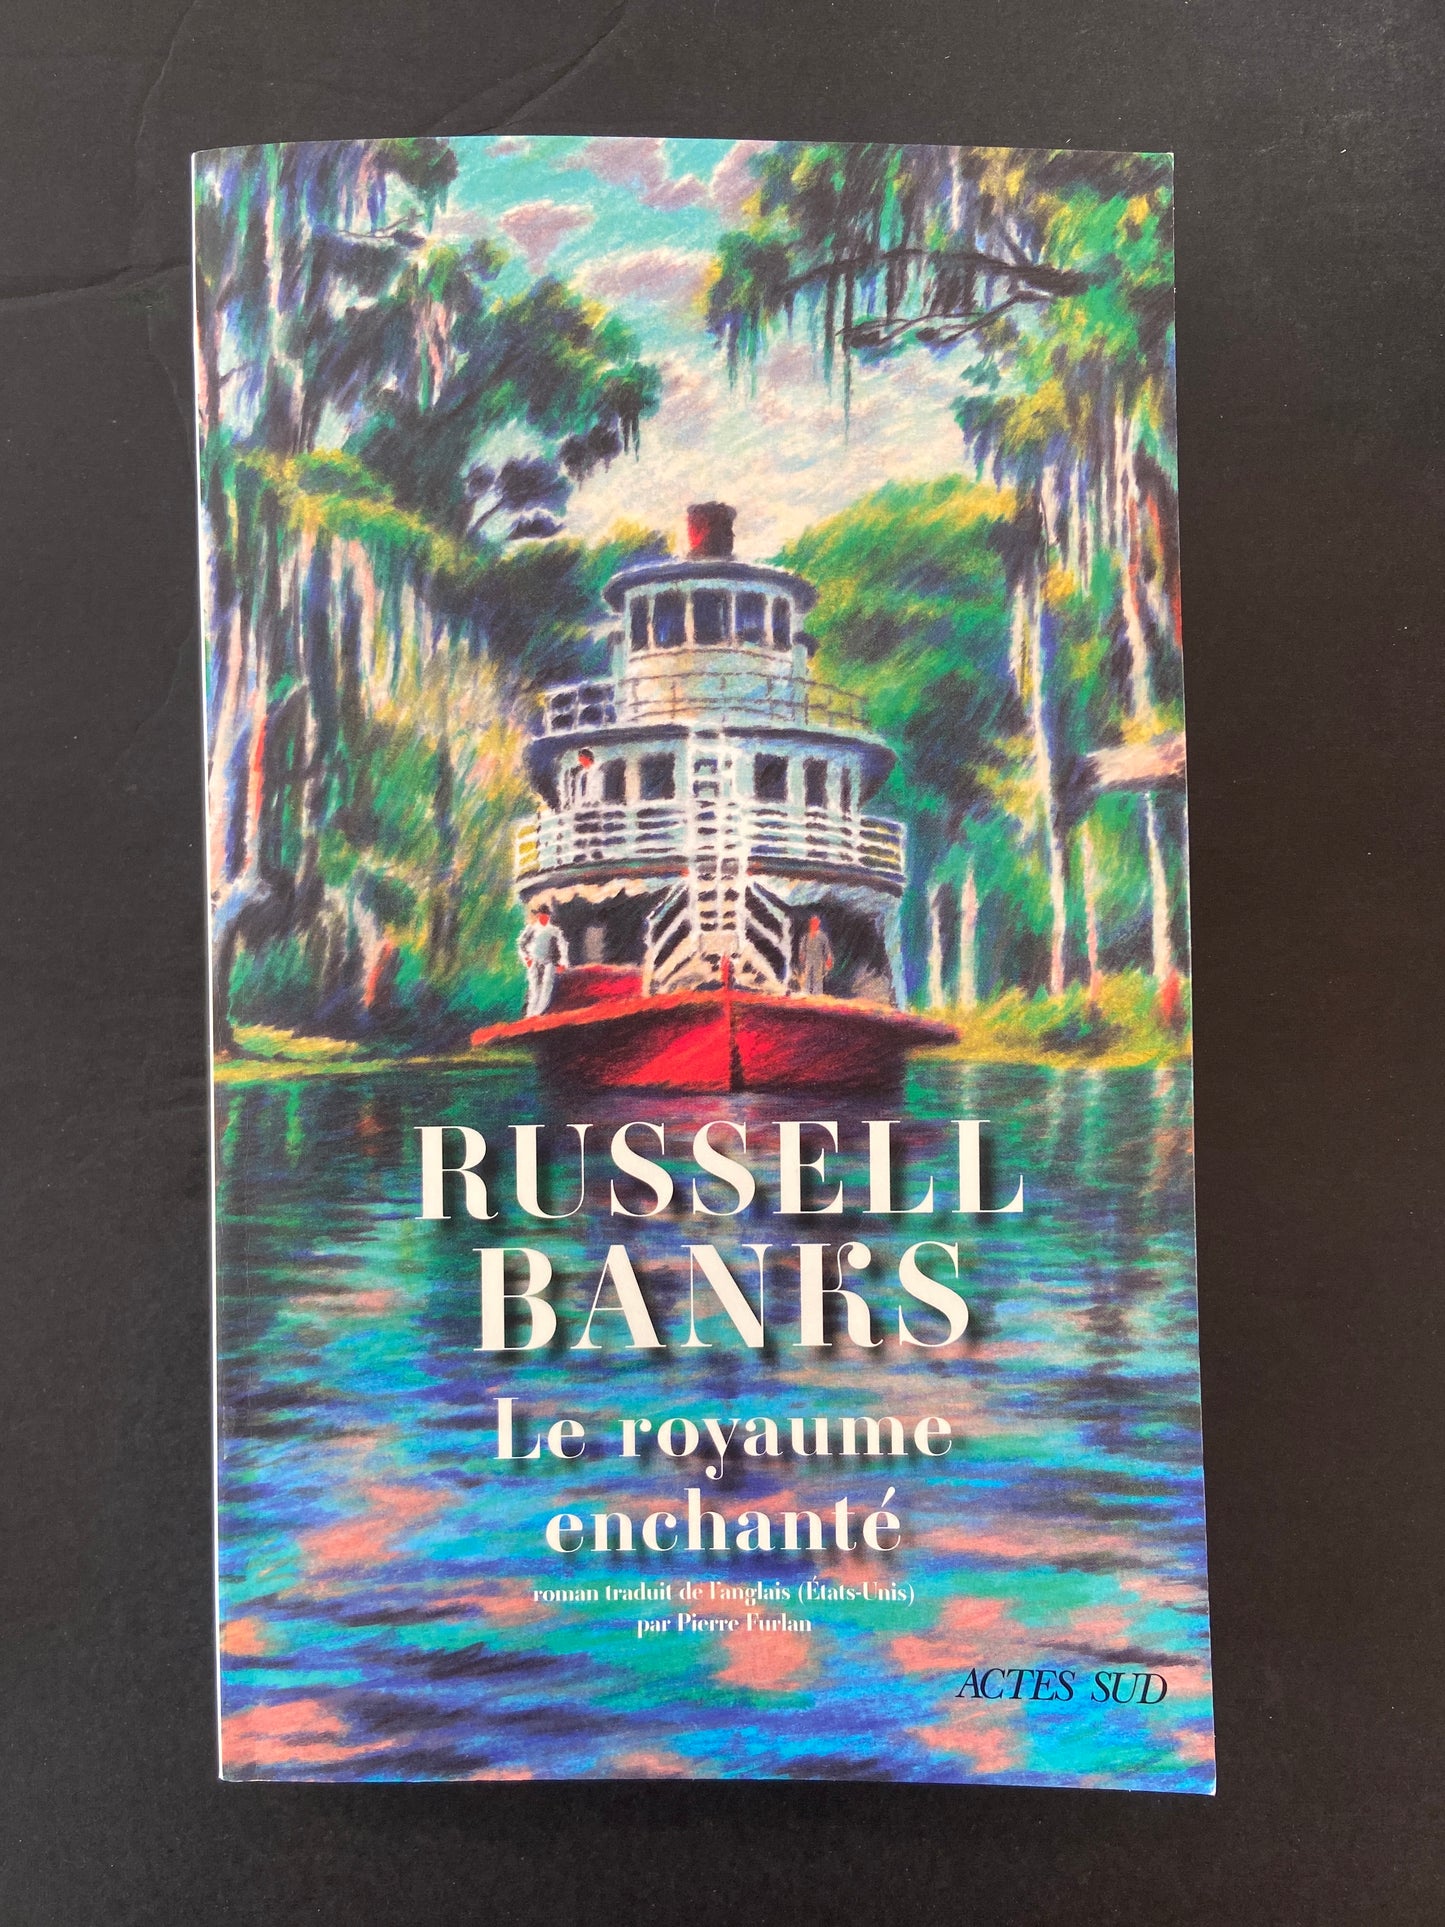 RUSSELL
BANKS
Le royaume
enchanté
roman traduit de l'anglais (États-Unis)
par Pierre Furlan
ACTES SUD